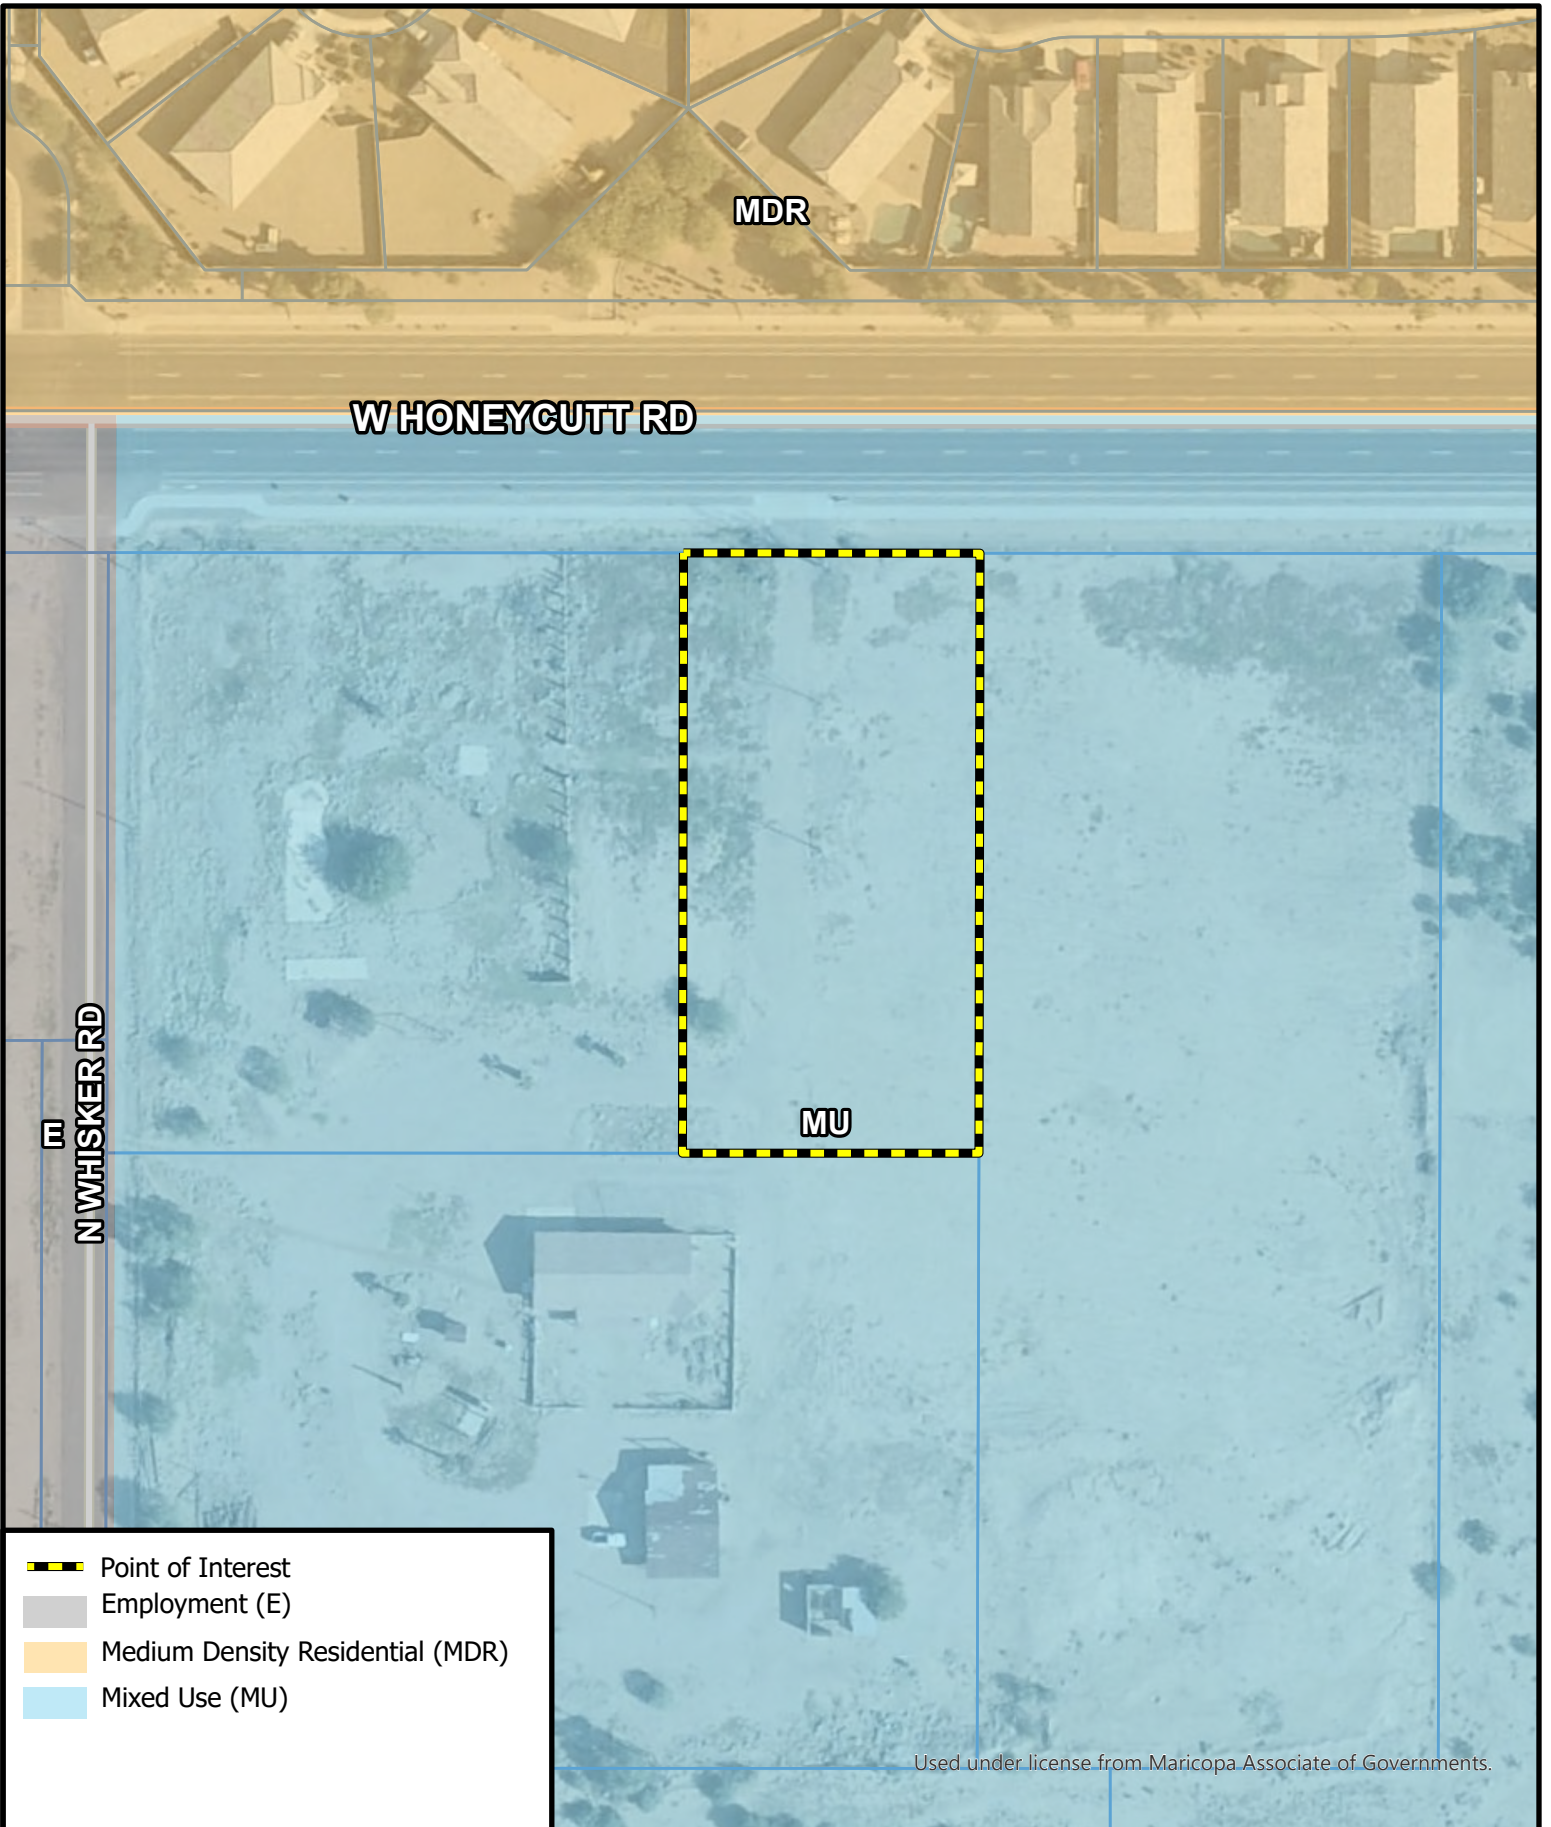 MDR
W HONEYCUTT RD
MU
E
N WHISKER RD
Point of Interest
Employment (E)
Medium Density Residential (MDR)
Mixed Use (MU)
Used under license from Maricopa Associate of Governments.